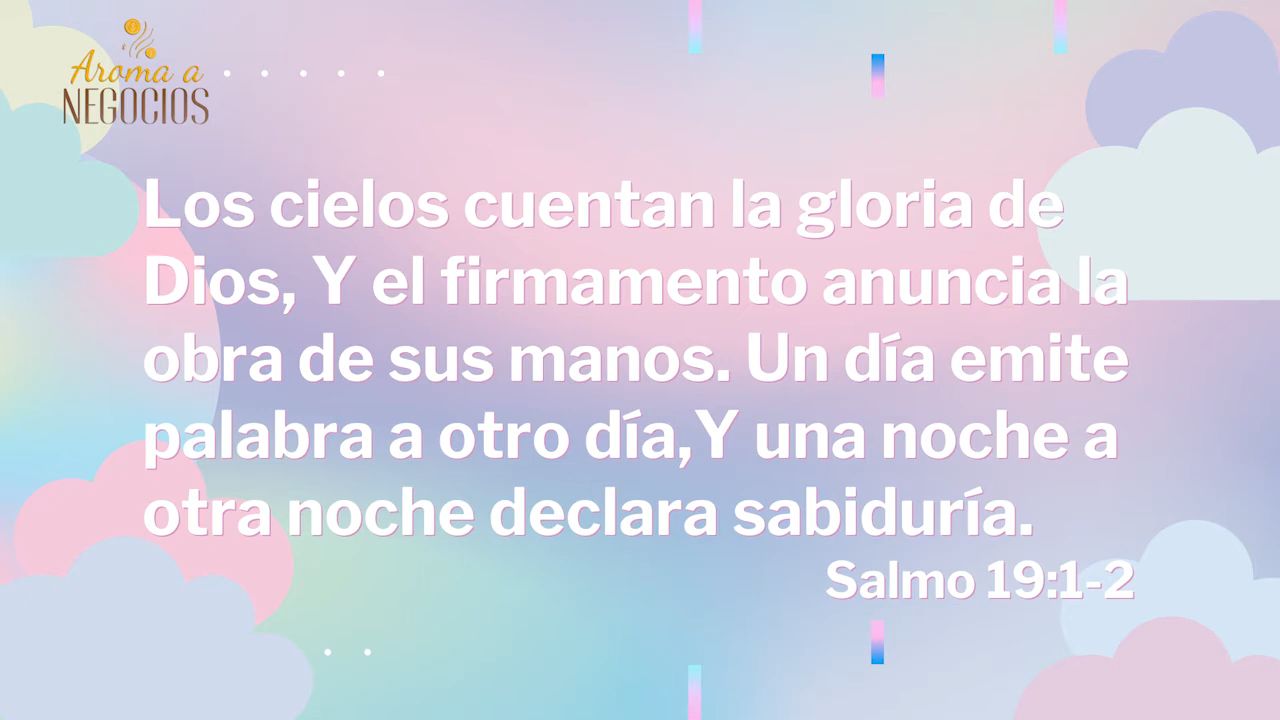 Aroma a
NEGOCIOS
Los cielos cuentan la gloria de
Dios, Y el firmamento anuncia la
obra de sus manos. Un día emite
palabra a otro día,Y una noche a
otra noche declara sabiduría.
Salmo 19:1-2